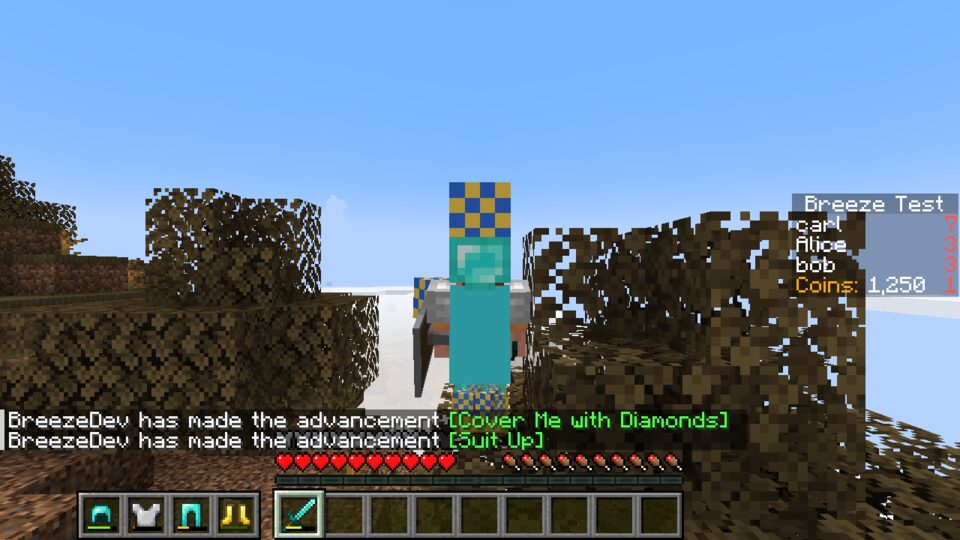 Breeze Test
carl 7
Alice 3
bob 3
Coins: 1,250 1
BreezeDev has made the advancement [Cover Me with Diamonds]
BreezeDev has made the advancement [Suit Up]